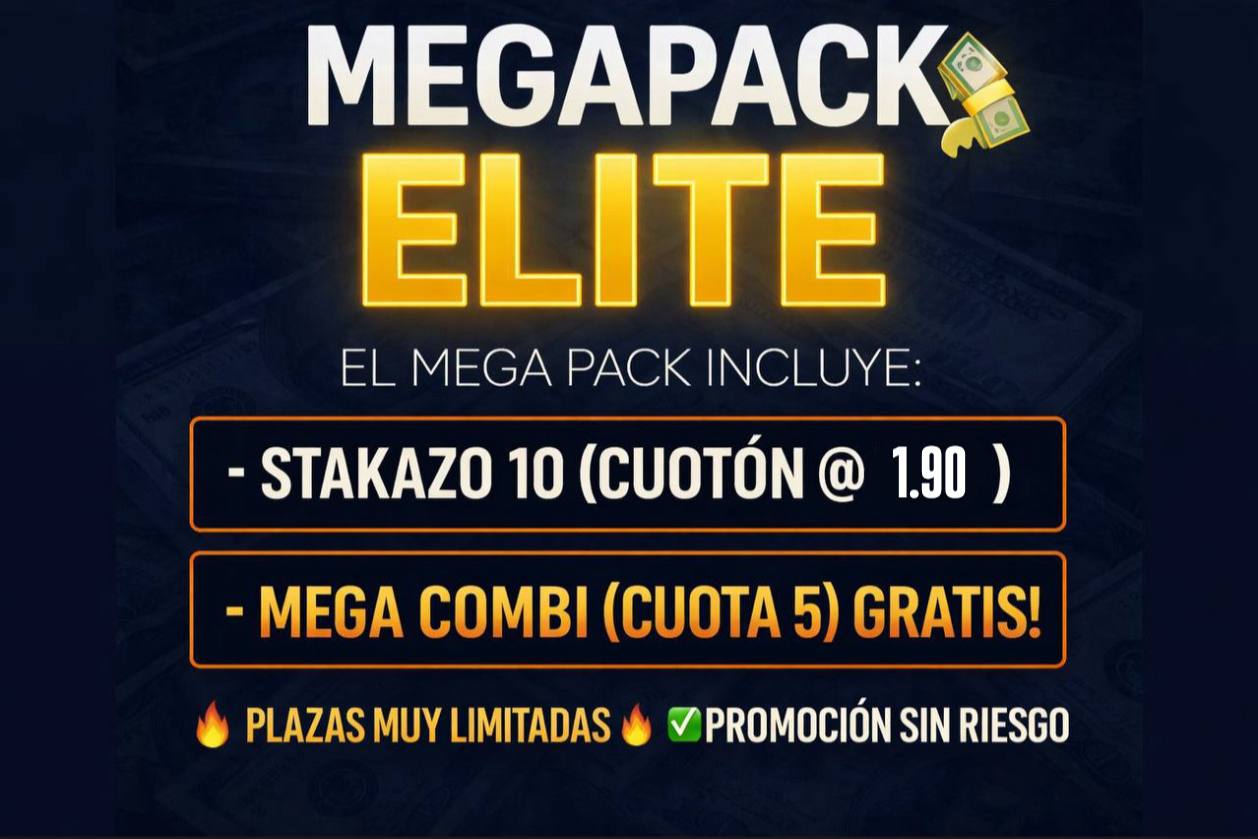 MEGAPACK
ELITE
EL MEGA PACK INCLUYE:
- STAKAZO 10 (CUOTÓN @ 1.90 )
- MEGA COMBI (CUOTA 5) GRATIS!
🔥 PLAZAS MUY LIMITADAS 🔥 ✅ PROMOCIÓN SIN RIESGO